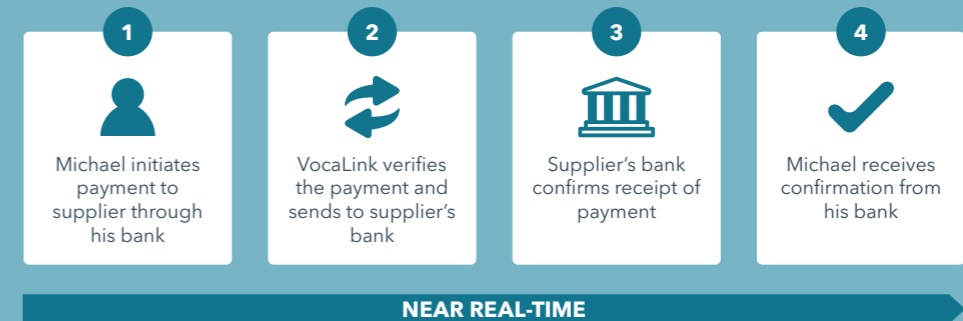 1
Michael initiates
payment to
supplier through
his bank
2
VocaLink verifies
the payment and
sends to supplier’s
bank
3
Supplier’s bank
confirms receipt of
payment
4
Michael receives
confirmation from
his bank
NEAR REAL-TIME